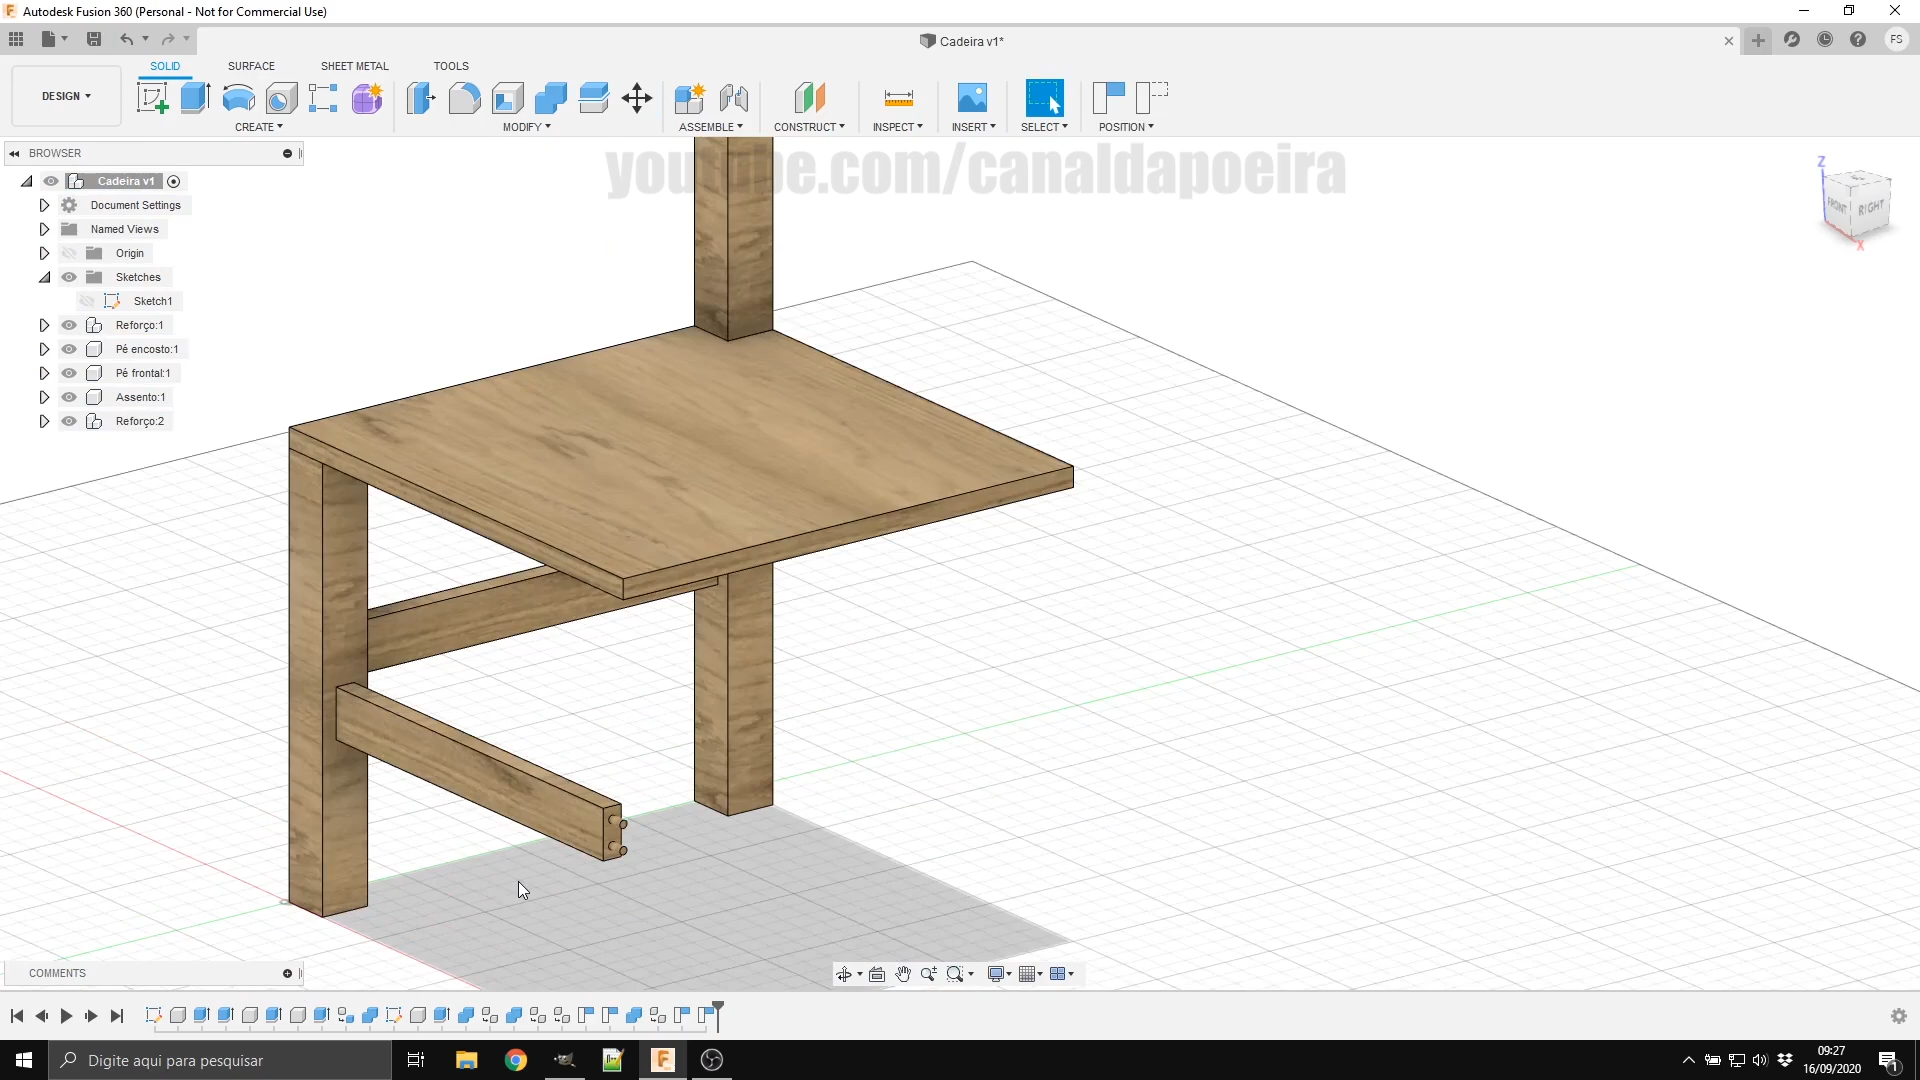 Autodesk Fusion 360 (Personal - Not for Commercial Use)
Cadeira v1*
FS
SOLID
SURFACE
SHEET METAL
TOOLS
DESIGN
CREATE
MODIFY
ASSEMBLE
CONSTRUCT
INSPECT
INSERT
SELECT
POSITION
BROWSER
youtube.com/canaldapoeira
Z
FRONT
RIGHT
X
Cadeira v1
Document Settings
Named Views
Origin
Sketches
Sketch1
Reforço:1
Pé encosto:1
Pé frontal:1
Assento:1
Reforço:2
COMMENTS
Digite aqui para pesquisar
09:27
16/09/2020
1